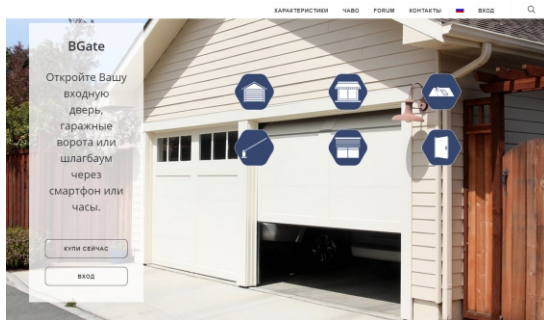 ХАРАКТЕРИСТИКИ ЧАВО FORUM КОНТАКТЫ ВХОД
BGate
Откройте Вашу
входную
дверь,
гаражные
ворота или
шлагбаум
через
смартфон или
часы.
КУПИ СЕЙЧАС
ВХОД